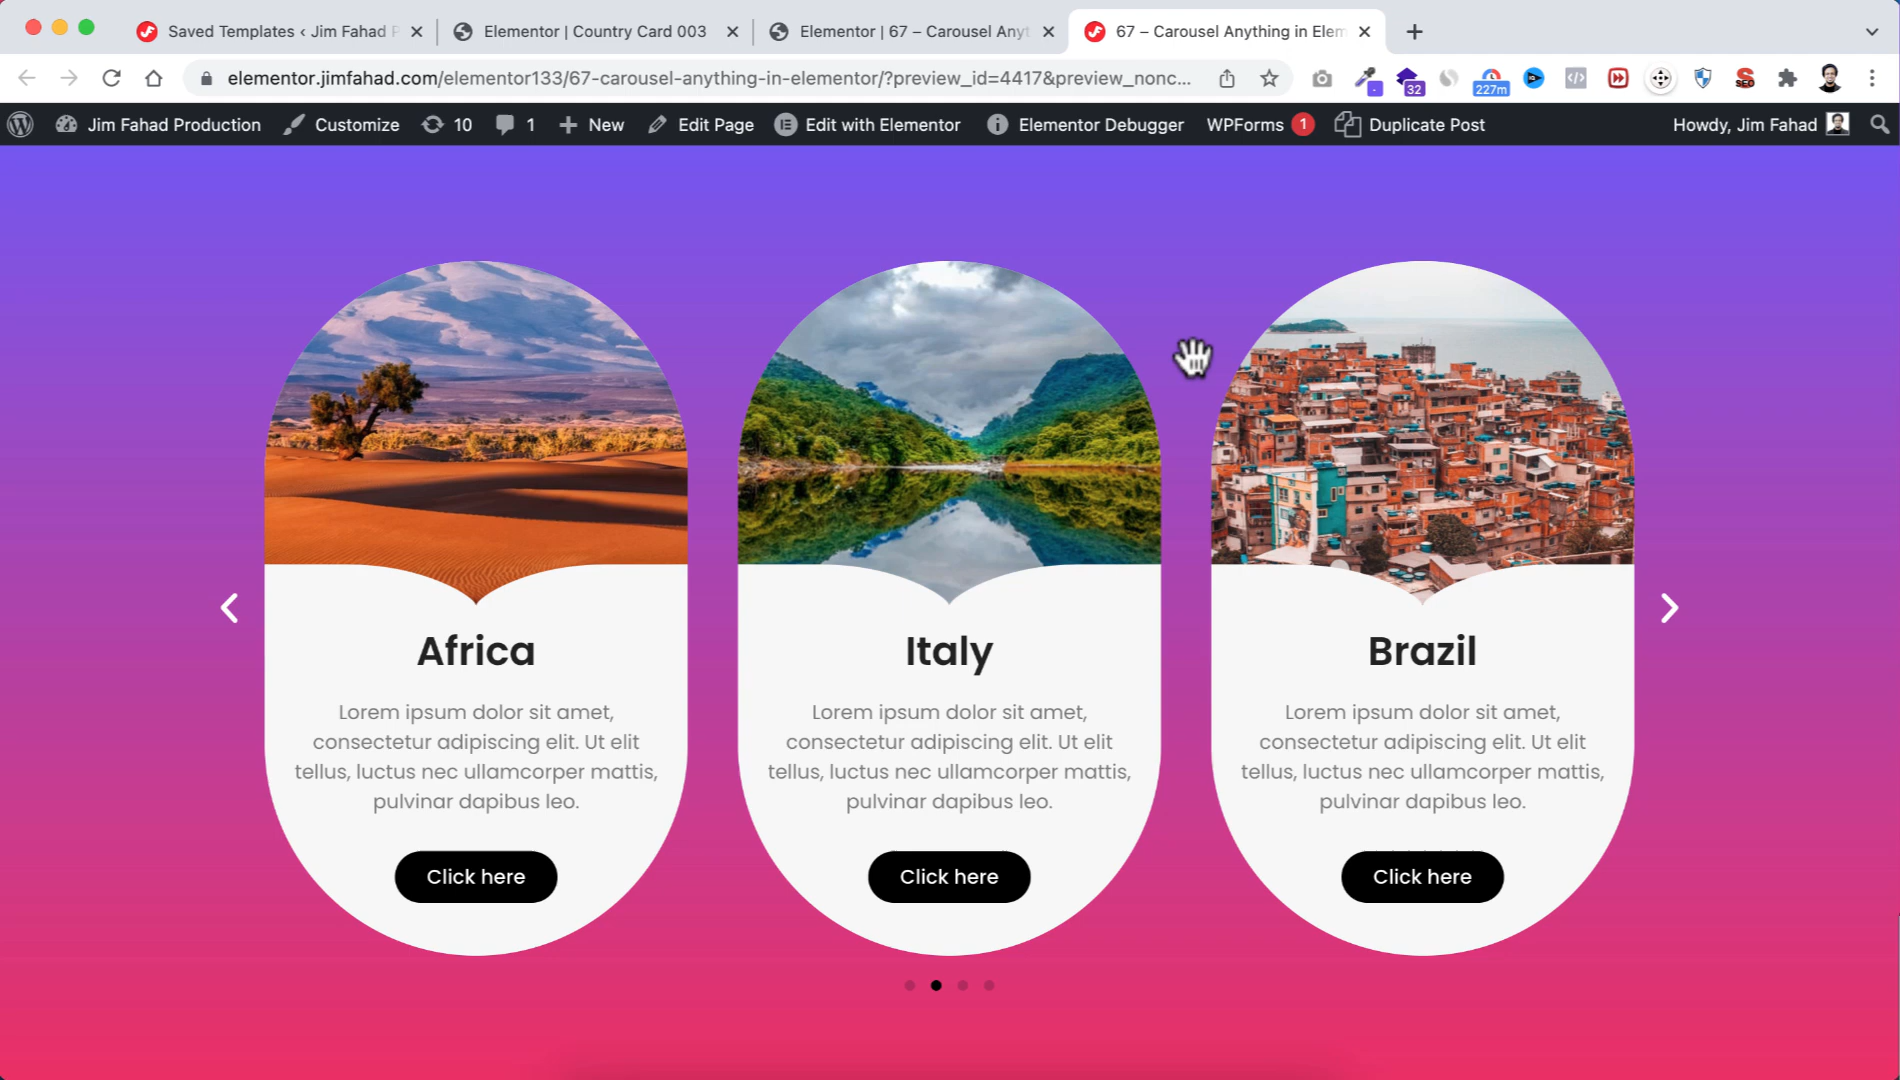 Saved Templates ‹ Jim Fahad P
Elementor | Country Card 003
Elementor | 67 – Carousel Anyt
67 – Carousel Anything in Elem
elementor.jimfahad.com/elementor133/67-carousel-anything-in-elementor/?preview_id=4417&preview_nonc...
- 32 227m SEO
Jim Fahad Production Customize 10 1 New Edit Page Edit with Elementor Elementor Debugger WPForms 1 Duplicate Post Howdy, Jim Fahad
Africa
Lorem ipsum dolor sit amet,
consectetur adipiscing elit. Ut elit
tellus, luctus nec ullamcorper mattis,
pulvinar dapibus leo.
Click here
Italy
Lorem ipsum dolor sit amet,
consectetur adipiscing elit. Ut elit
tellus, luctus nec ullamcorper mattis,
pulvinar dapibus leo.
Click here
Brazil
Lorem ipsum dolor sit amet,
consectetur adipiscing elit. Ut elit
tellus, luctus nec ullamcorper mattis,
pulvinar dapibus leo.
Click here